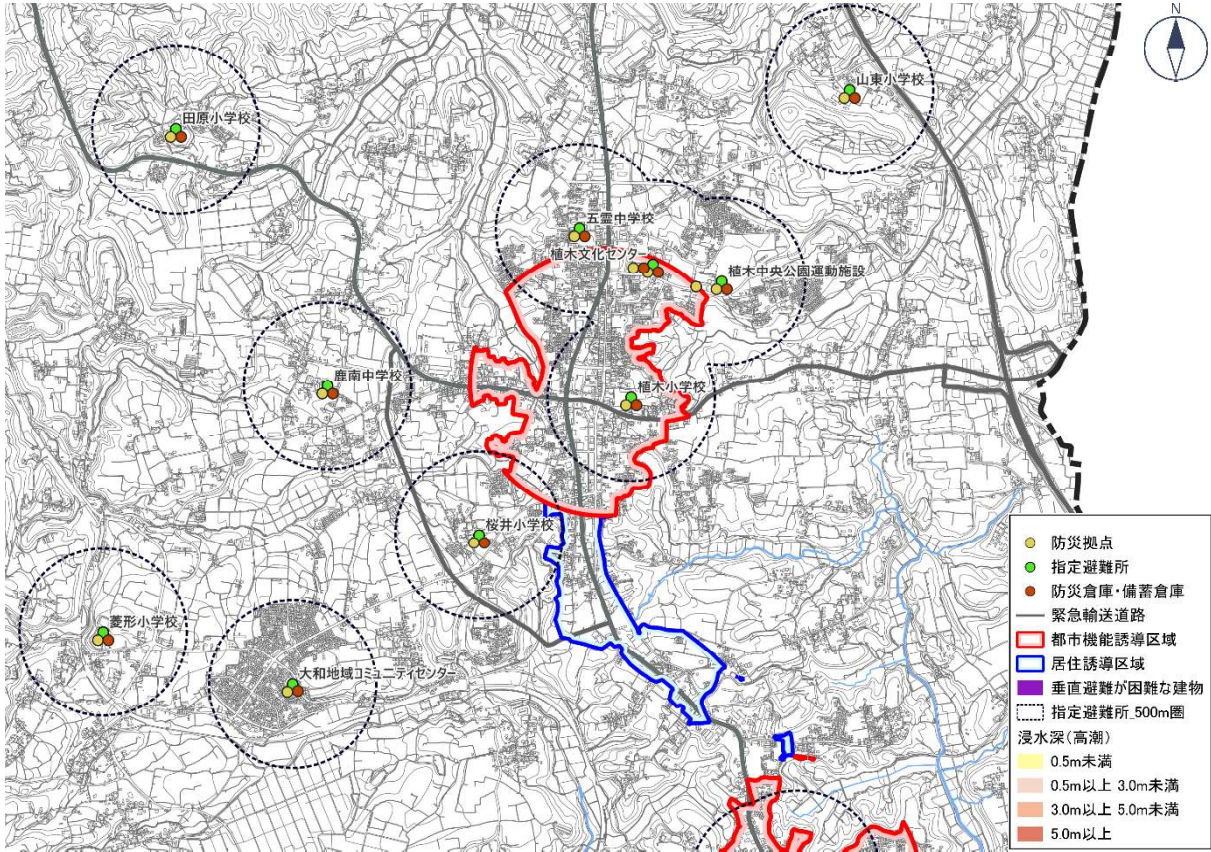 N
山東小学校
田原小学校
五霊中学校
植木文化センター
植木中央公園運動施設
鹿南中学校
植木小学校
桜井小学校
菱形小学校
大和地域コミュニティセンター
防災拠点
指定避難所
防災倉庫・備蓄倉庫
緊急輸送道路
都市機能誘導区域
居住誘導区域
垂直避難が困難な建物
指定避難所_500m圏
浸水深(高潮)
0.5m未満
0.5m以上 3.0m未満
3.0m以上 5.0m未満
5.0m以上